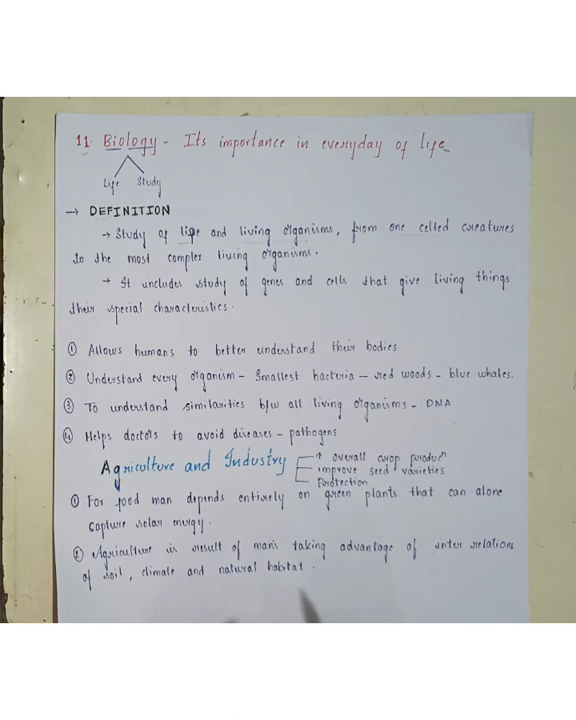 11. Biology - Its importance in everyday of life
Life Study
→ DEFINITION
→ Study of life and living organisms, from one celled creatures
to the most complex living organisms.
→ It includes study of genes and cells that give living things
their special characteristics.
① Allows humans to better understand their bodies.
② Understand every organism - Smallest bacteria - red woods - blue whales.
③ To understand similarities b/w all living organisms - DNA
④ Helps doctors to avoid diseases - pathogens
Agriculture and Industry
↑ overall crop product
improve seed varieties
Protection
① For food man depends entirely on green plants that can alone
capture solar energy.
② Agriculture is result of man's taking advantage of inter relations
of soil, climate and natural habitat.